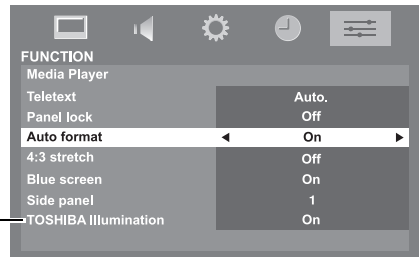 FUNCTION
Media Player
Teletext Auto.
Panel lock Off
Auto format ◀ On ▶
4:3 stretch Off
Blue screen On
Side panel 1
TOSHIBA Illumination On